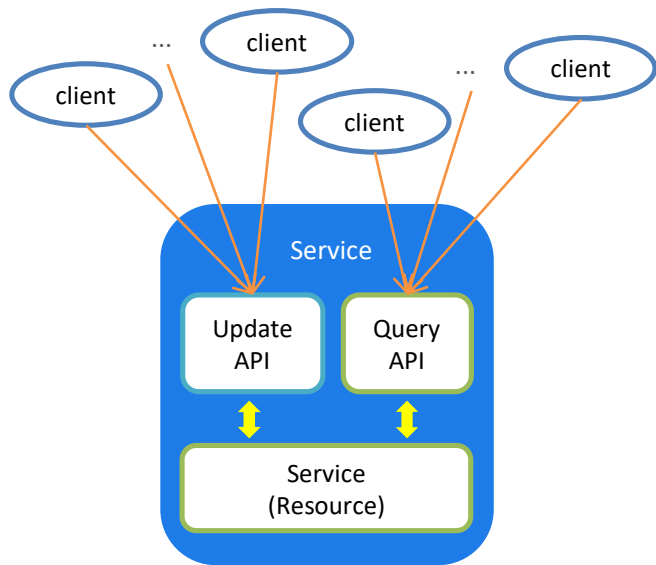 ...
client
...
client
client
client
Service
Update
API
Query
API
Service
(Resource)